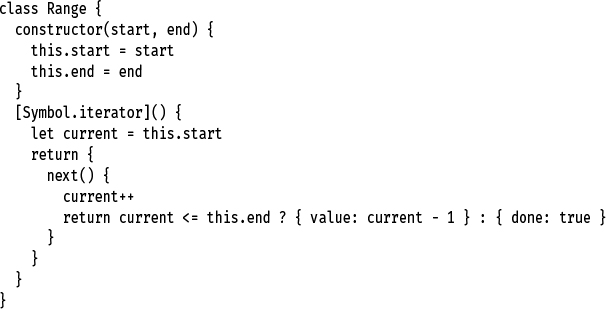 class Range {
  constructor(start, end) {
    this.start = start
    this.end = end
  }
  [Symbol.iterator]() {
    let current = this.start
    return {
      next() {
        current++
        return current <= this.end ? { value: current - 1 } : { done: true }
      }
    }
  }
}